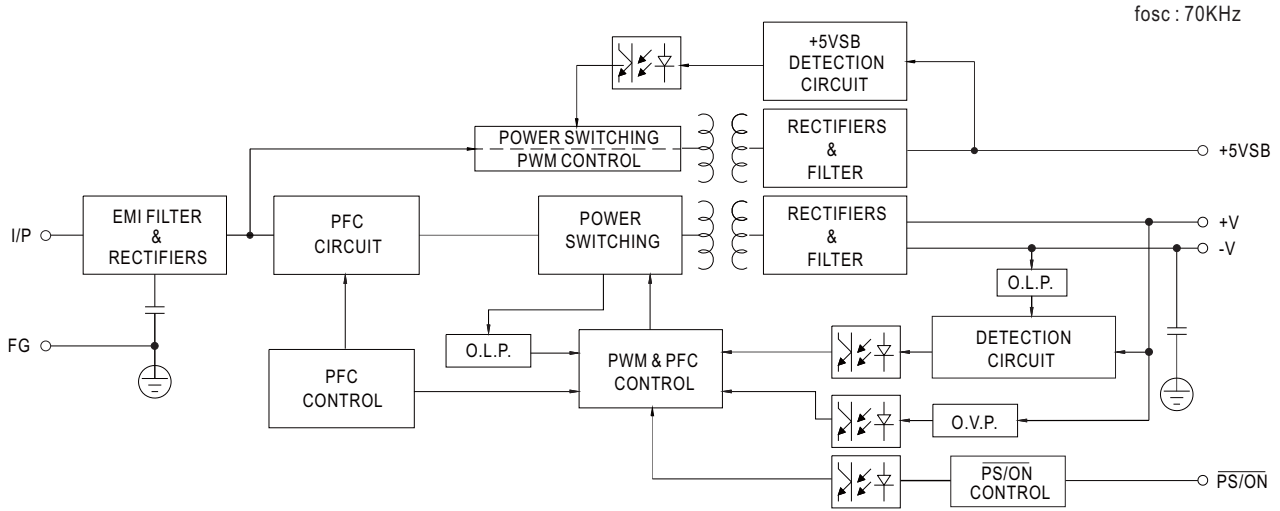 fosc : 70KHz
+5VSB
DETECTION
CIRCUIT
POWER SWITCHING
PWM CONTROL
RECTIFIERS
&
FILTER
+5VSB
I/P
EMI FILTER
&
RECTIFIERS
PFC
CIRCUIT
POWER
SWITCHING
RECTIFIERS
&
FILTER
+V
-V
O.L.P.
FG
O.L.P.
DETECTION
CIRCUIT
PFC
CONTROL
PWM & PFC
CONTROL
O.V.P.
PS/ON
CONTROL
PS/ON